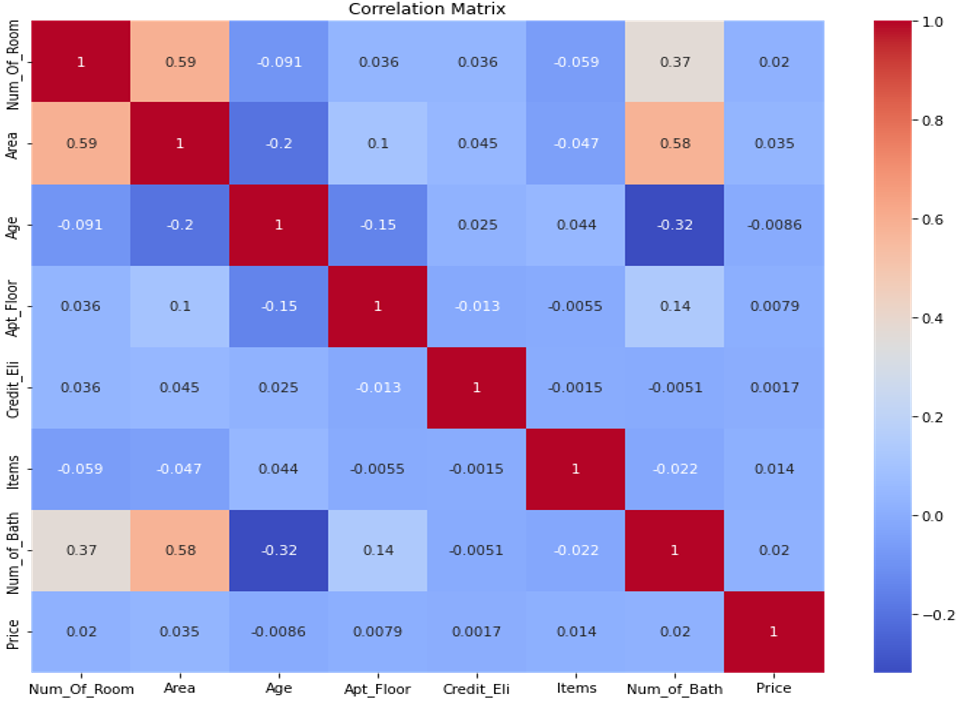 Correlation Matrix
Num_Of_Room 1 0.59 -0.091 0.036 0.036 -0.059 0.37 0.02
Area 0.59 1 -0.2 0.1 0.045 -0.047 0.58 0.035
Age -0.091 -0.2 1 -0.15 0.025 0.044 -0.32 -0.0086
Apt_Floor 0.036 0.1 -0.15 1 -0.013 -0.0055 0.14 0.0079
Credit_Eli 0.036 0.045 0.025 -0.013 1 -0.0015 -0.0051 0.0017
Items -0.059 -0.047 0.044 -0.0055 -0.0015 1 -0.022 0.014
Num_of_Bath 0.37 0.58 -0.32 0.14 -0.0051 -0.022 1 0.02
Price 0.02 0.035 -0.0086 0.0079 0.0017 0.014 0.02 1
Num_Of_Room Area Age Apt_Floor Credit_Eli Items Num_of_Bath Price
1.0
0.8
0.6
0.4
0.2
0.0
−0.2